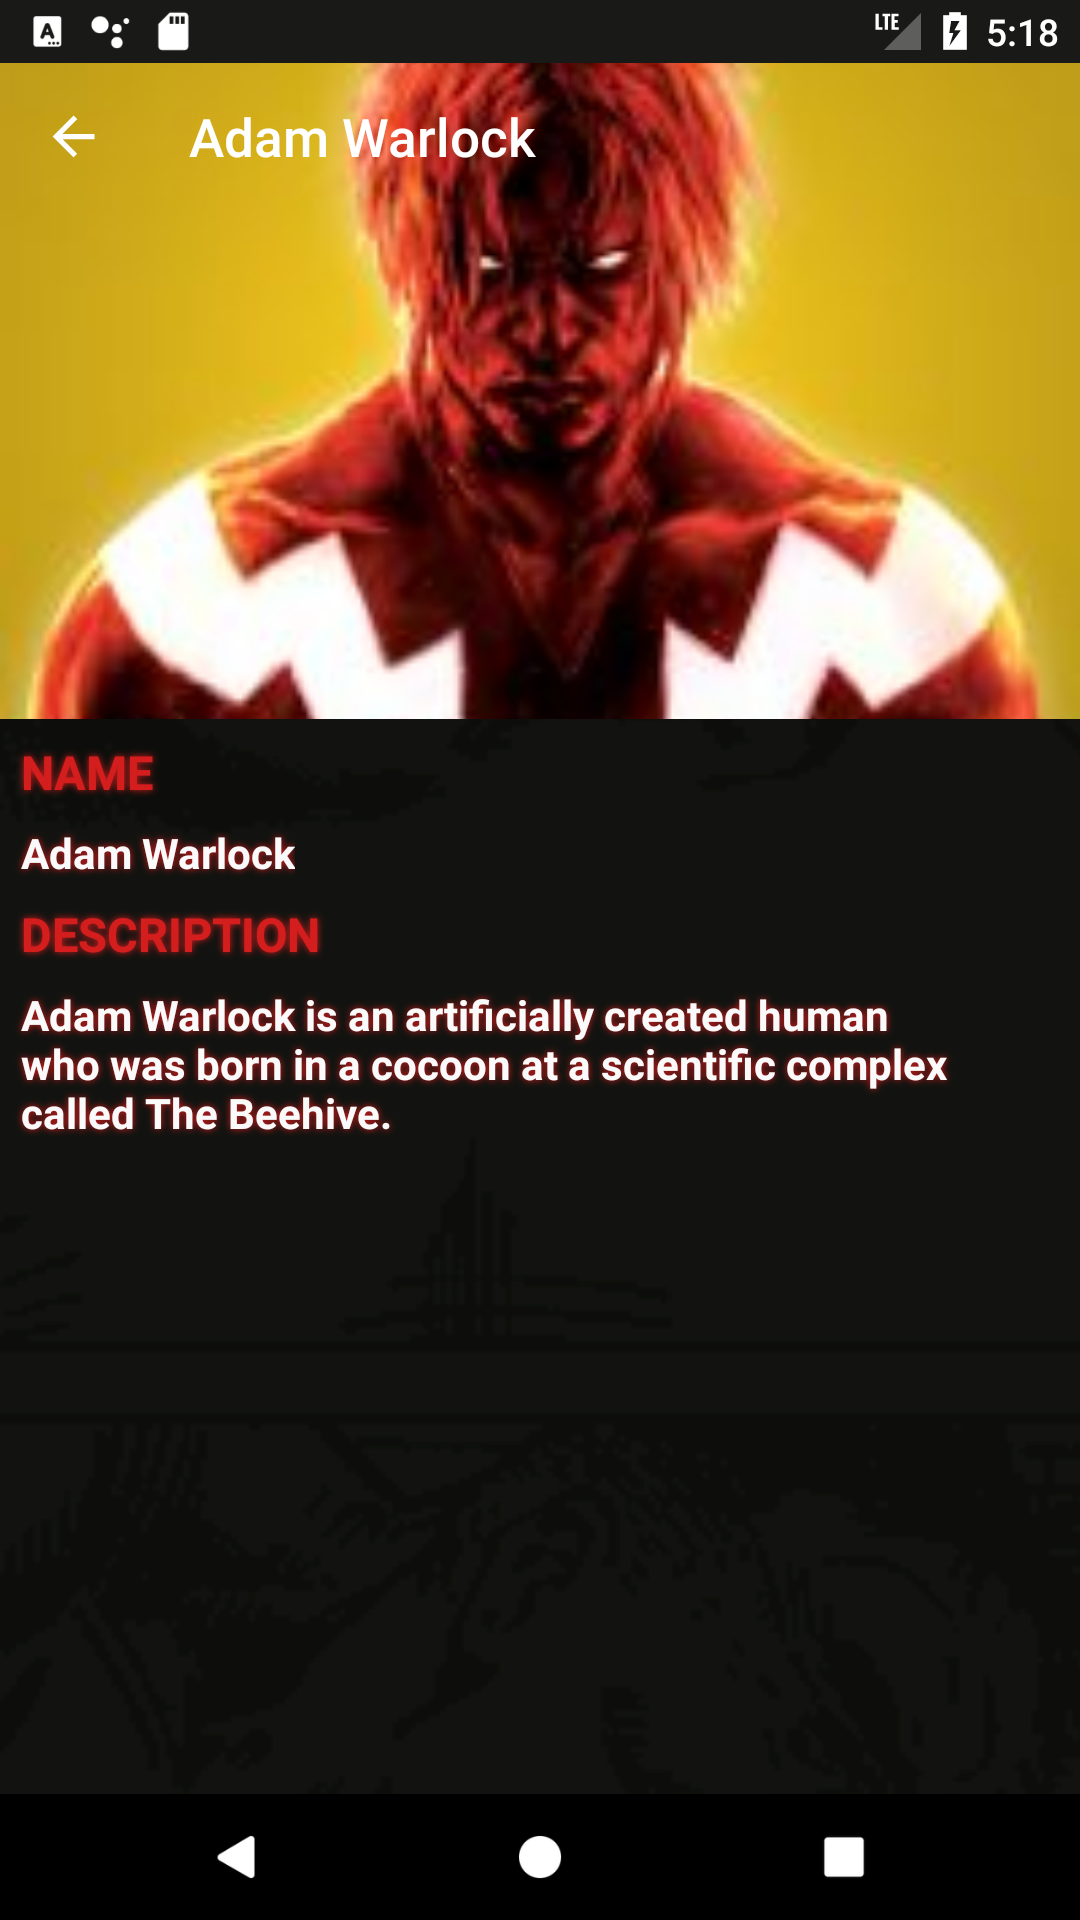 LTE 5:18
Adam Warlock
NAME
Adam Warlock
DESCRIPTION
Adam Warlock is an artificially created human
who was born in a cocoon at a scientific complex
called The Beehive.